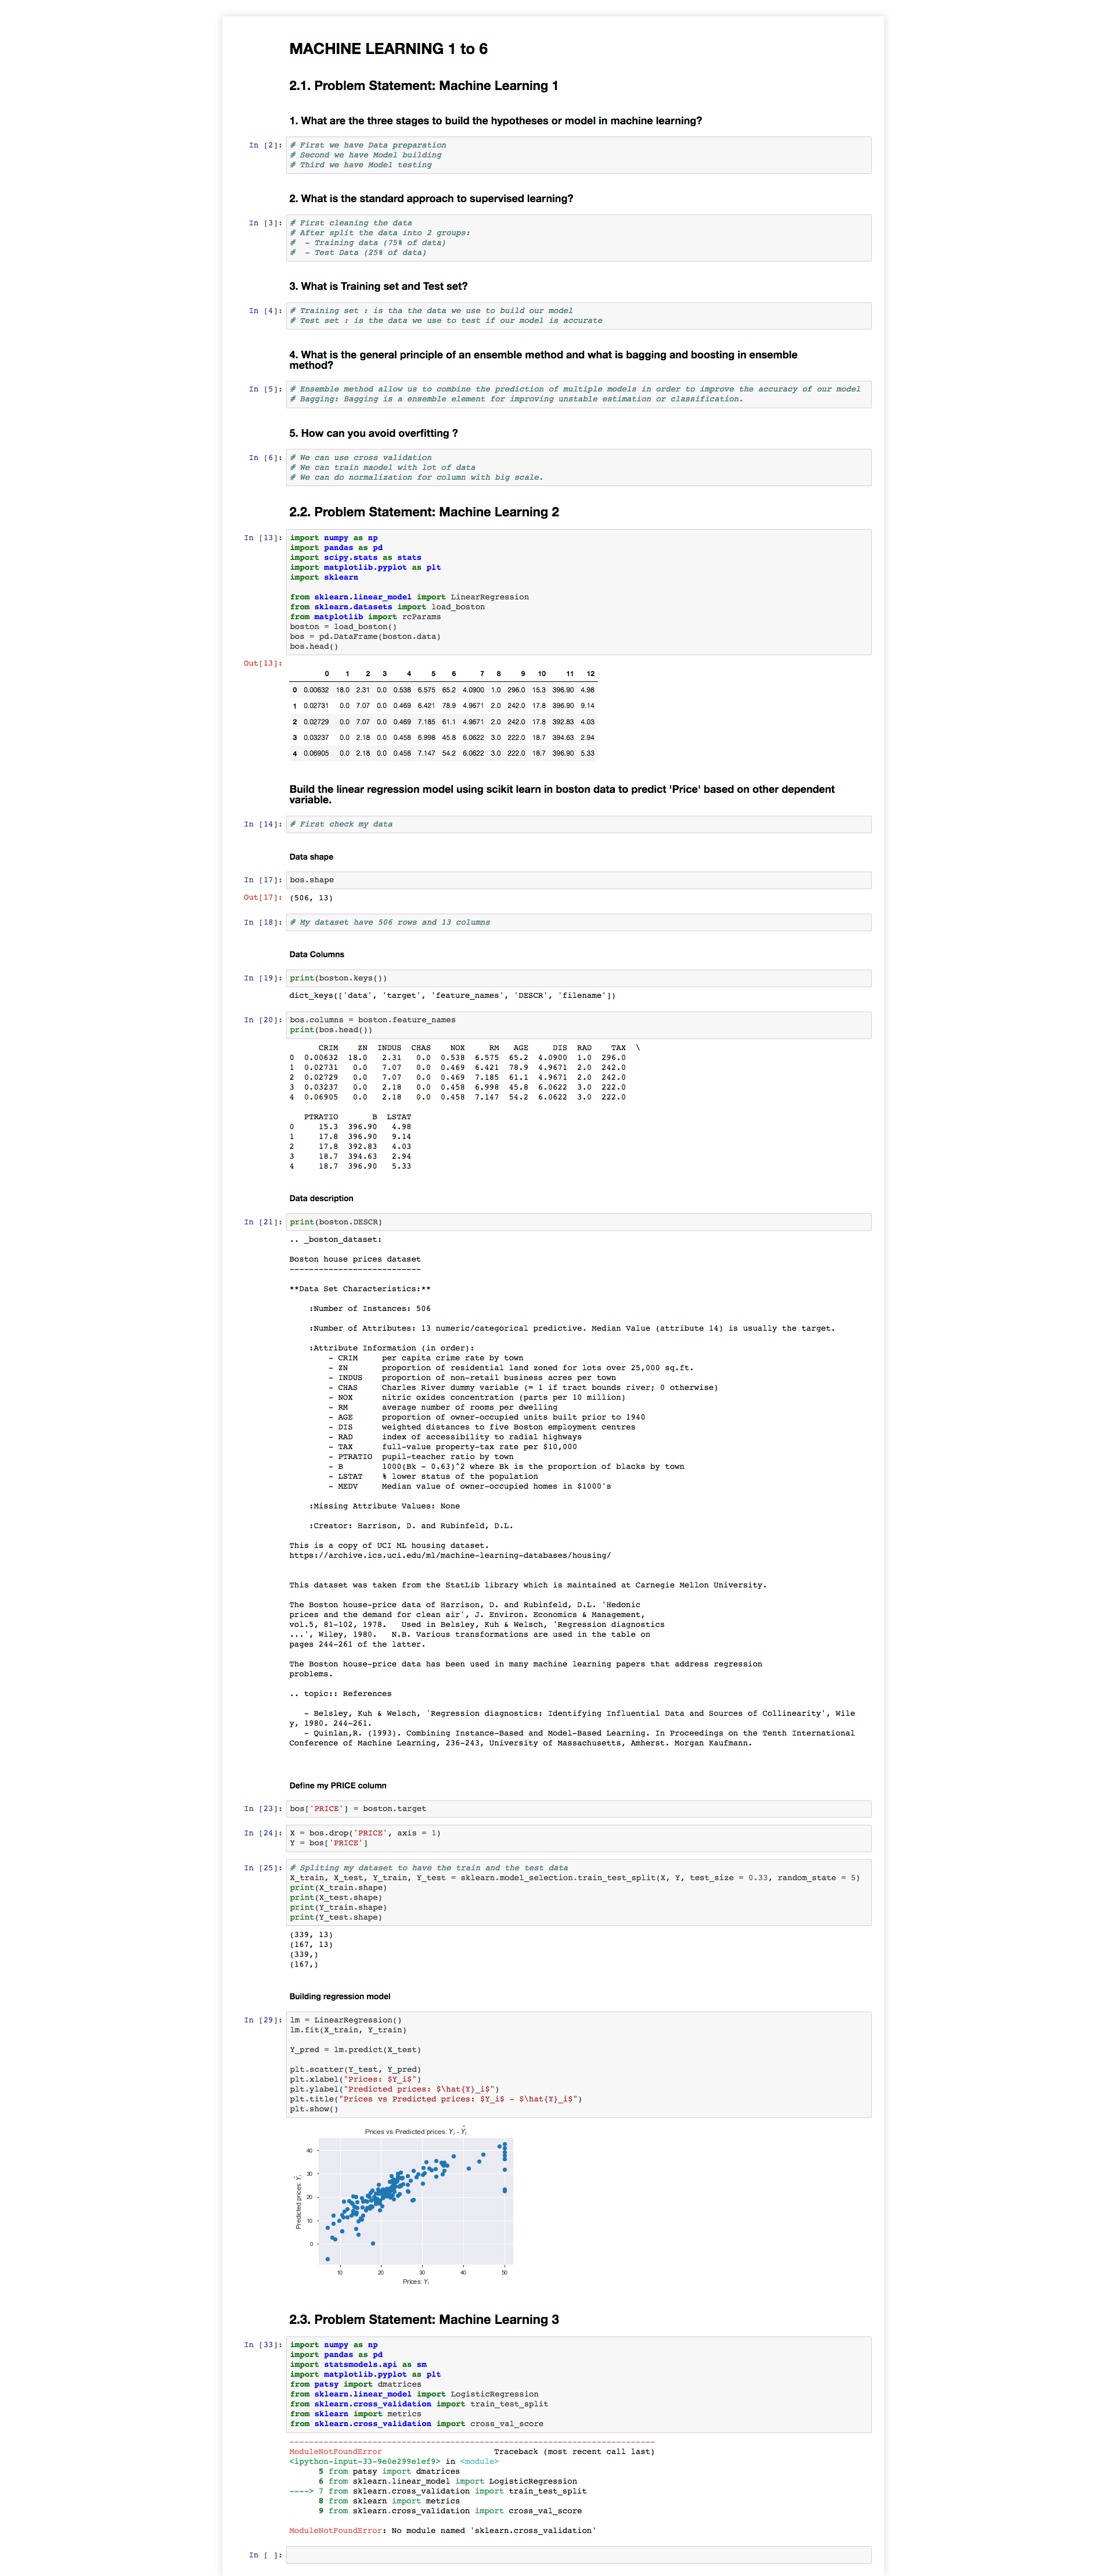 MACHINE LEARNING 1 to 6
2.1. Problem Statement: Machine Learning 1
1. What are the three stages to build the hypotheses or model in machine learning?
In [2]: # First we have Data preparation
# Second we have Model building
# Third we have Model testing
2. What is the standard approach to supervised learning?
In [3]: # First cleaning the data
# After split the data into 2 groups:
#  - Training data (75% of data)
#  - Test Data (25% of data)
3. What is Training set and Test set?
In [4]: # Training set : is tha the data we use to build our model
# Test set : is the data we use to test if our model is accurate
4. What is the general principle of an ensemble method and what is bagging and boosting in ensemble
method?
In [5]: # Ensemble method allow us to combine the prediction of multiple models in order to improve the accuracy of our model
# Bagging: Bagging is a ensemble element for improving unstable estimation or classification.
5. How can you avoid overfitting ?
In [6]: # We can use cross validation
# We can train maodel with lot of data
# We can do normalization for column with big scale.
2.2. Problem Statement: Machine Learning 2
In [13]: import numpy as np
import pandas as pd
import scipy.stats as stats
import matplotlib.pyplot as plt
import sklearn
from sklearn.linear_model import LinearRegression
from sklearn.datasets import load_boston
from matplotlib import rcParams
boston = load_boston()
bos = pd.DataFrame(boston.data)
bos.head()
Out[13]:
0 1 2 3 4 5 6 7 8 9 10 11 12
0 0.00632 18.0 2.31 0.0 0.538 6.575 65.2 4.0900 1.0 296.0 15.3 396.90 4.98
1 0.02731 0.0 7.07 0.0 0.469 6.421 78.9 4.9671 2.0 242.0 17.8 396.90 9.14
2 0.02729 0.0 7.07 0.0 0.469 7.185 61.1 4.9671 2.0 242.0 17.8 392.83 4.03
3 0.03237 0.0 2.18 0.0 0.458 6.998 45.8 6.0622 3.0 222.0 18.7 394.63 2.94
4 0.06905 0.0 2.18 0.0 0.458 7.147 54.2 6.0622 3.0 222.0 18.7 396.90 5.33
Build the linear regression model using scikit learn in boston data to predict 'Price' based on other dependent
variable.
In [14]: # First check my data
Data shape
In [17]: bos.shape
Out[17]: (506, 13)
In [18]: # My dataset have 506 rows and 13 columns
Data Columns
In [19]: print(boston.keys())
dict_keys(['data', 'target', 'feature_names', 'DESCR', 'filename'])
In [20]: bos.columns = boston.feature_names
print(bos.head())
CRIM ZN INDUS CHAS NOX RM AGE DIS RAD TAX \
0 0.00632 18.0 2.31 0.0 0.538 6.575 65.2 4.0900 1.0 296.0
1 0.02731 0.0 7.07 0.0 0.469 6.421 78.9 4.9671 2.0 242.0
2 0.02729 0.0 7.07 0.0 0.469 7.185 61.1 4.9671 2.0 242.0
3 0.03237 0.0 2.18 0.0 0.458 6.998 45.8 6.0622 3.0 222.0
4 0.06905 0.0 2.18 0.0 0.458 7.147 54.2 6.0622 3.0 222.0
PTRATIO B LSTAT
0 15.3 396.90 4.98
1 17.8 396.90 9.14
2 17.8 392.83 4.03
3 18.7 394.63 2.94
4 18.7 396.90 5.33
Data description
In [21]: print(boston.DESCR)
.. _boston_dataset:
Boston house prices dataset
---------------------------
**Data Set Characteristics:**
:Number of Instances: 506
:Number of Attributes: 13 numeric/categorical predictive. Median Value (attribute 14) is usually the target.
:Attribute Information (in order):
- CRIM     per capita crime rate by town
- ZN       proportion of residential land zoned for lots over 25,000 sq.ft.
- INDUS    proportion of non-retail business acres per town
- CHAS     Charles River dummy variable (= 1 if tract bounds river; 0 otherwise)
- NOX      nitric oxides concentration (parts per 10 million)
- RM       average number of rooms per dwelling
- AGE      proportion of owner-occupied units built prior to 1940
- DIS      weighted distances to five Boston employment centres
- RAD      index of accessibility to radial highways
- TAX      full-value property-tax rate per $10,000
- PTRATIO  pupil-teacher ratio by town
- B        1000(Bk - 0.63)^2 where Bk is the proportion of blacks by town
- LSTAT    % lower status of the population
- MEDV     Median value of owner-occupied homes in $1000's
:Missing Attribute Values: None
:Creator: Harrison, D. and Rubinfeld, D.L.
This is a copy of UCI ML housing dataset.
https://archive.ics.uci.edu/ml/machine-learning-databases/housing/
This dataset was taken from the StatLib library which is maintained at Carnegie Mellon University.
The Boston house-price data of Harrison, D. and Rubinfeld, D.L. 'Hedonic
prices and the demand for clean air', J. Environ. Economics & Management,
vol.5, 81-102, 1978.   Used in Belsley, Kuh & Welsch, 'Regression diagnostics
...', Wiley, 1980.   N.B. Various transformations are used in the table on
pages 244-261 of the latter.
The Boston house-price data has been used in many machine learning papers that address regression
problems.
.. topic:: References
- Belsley, Kuh & Welsch, 'Regression diagnostics: Identifying Influential Data and Sources of Collinearity', Wile
y, 1980. 244-261.
- Quinlan,R. (1993). Combining Instance-Based and Model-Based Learning. In Proceedings on the Tenth International
Conference of Machine Learning, 236-243, University of Massachusetts, Amherst. Morgan Kaufmann.
Define my PRICE column
In [23]: bos['PRICE'] = boston.target
In [24]: X = bos.drop('PRICE', axis = 1)
Y = bos['PRICE']
In [25]: # Spliting my dataset to have the train and the test data
X_train, X_test, Y_train, Y_test = sklearn.model_selection.train_test_split(X, Y, test_size = 0.33, random_state = 5)
print(X_train.shape)
print(X_test.shape)
print(Y_train.shape)
print(Y_test.shape)
(339, 13)
(167, 13)
(339,)
(167,)
Building regression model
In [29]: lm = LinearRegression()
lm.fit(X_train, Y_train)
Y_pred = lm.predict(X_test)
plt.scatter(Y_test, Y_pred)
plt.xlabel("Prices: $Y_i$")
plt.ylabel("Predicted prices: $\hat{Y}_i$")
plt.title("Prices vs Predicted prices: $Y_i$ - $\hat{Y}_i$")
plt.show()
Prices vs Predicted prices: Yᵢ - Ŷᵢ
40
30
20
10
0
Predicted prices: Ŷᵢ
10 20 30 40 50
Prices: Yᵢ
2.3. Problem Statement: Machine Learning 3
In [33]: import numpy as np
import pandas as pd
import statsmodels.api as sm
import matplotlib.pyplot as plt
from patsy import dmatrices
from sklearn.linear_model import LogisticRegression
from sklearn.cross_validation import train_test_split
from sklearn import metrics
from sklearn.cross_validation import cross_val_score
---------------------------------------------------------------------------
ModuleNotFoundError                       Traceback (most recent call last)
<ipython-input-33-9e0e299e1ef9> in <module>
5 from patsy import dmatrices
6 from sklearn.linear_model import LogisticRegression
----> 7 from sklearn.cross_validation import train_test_split
8 from sklearn import metrics
9 from sklearn.cross_validation import cross_val_score
ModuleNotFoundError: No module named 'sklearn.cross_validation'
In [ ]: